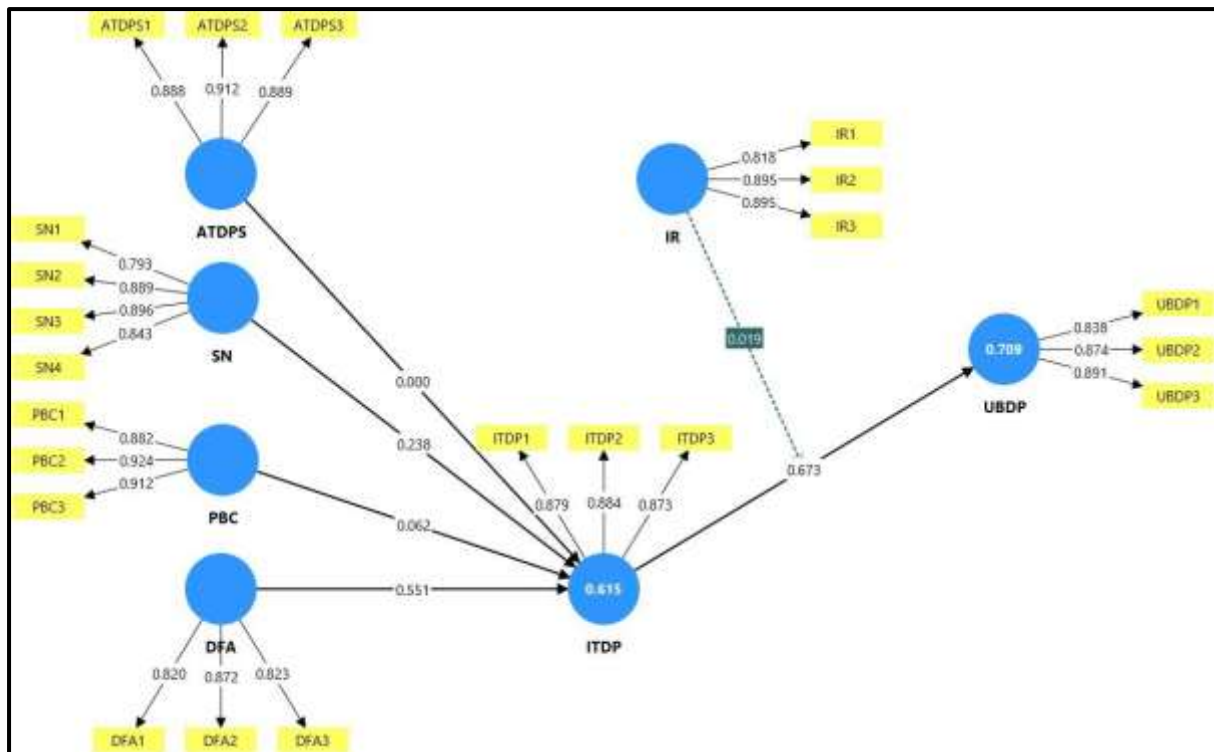 ATDPS1 ATDPS2 ATDPS3
0.888 0.912 0.889
ATDPS
IR1
0.818
IR2
0.895
IR3
0.895
IR
SN1
0.793
SN2
0.889
SN3
0.896
SN4
0.843
SN
0.000
0.238
0.019
UBDP1
0.838
UBDP2
0.874
UBDP3
0.891
0.709
UBDP
PBC1
0.882
PBC2
0.924
PBC3
0.912
PBC
0.062
ITDP1 ITDP2 ITDP3
0.879 0.884 0.873
0.673
0.551
0.615
ITDP
DFA
0.820 0.872 0.823
DFA1 DFA2 DFA3